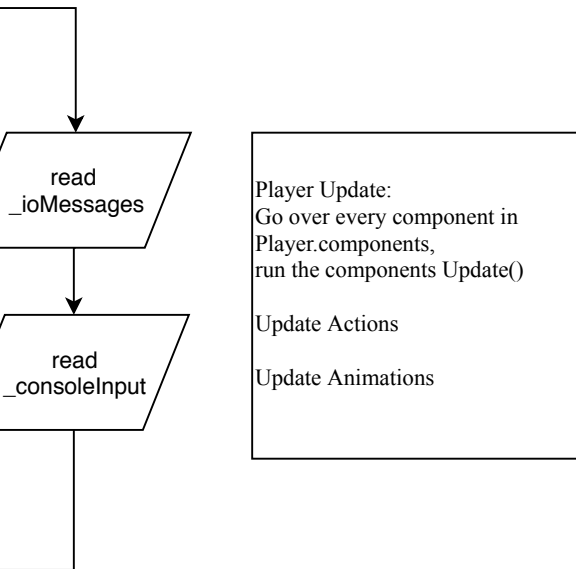 read
_ioMessages
read
_consoleInput
Player Update:
Go over every component in
Player.components,
run the components Update()
Update Actions
Update Animations